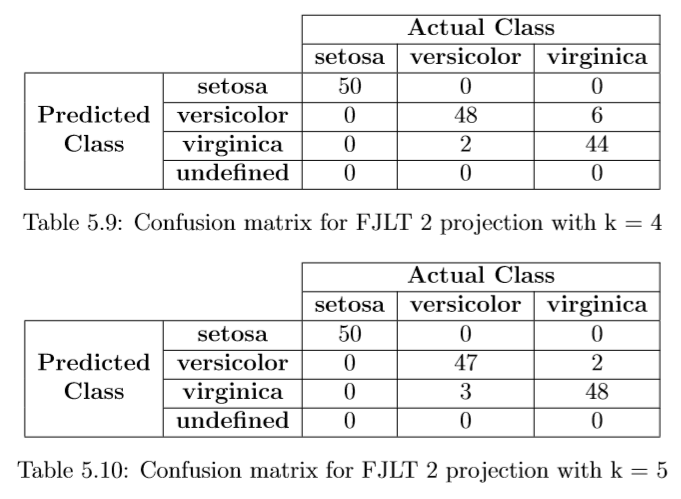 Actual Class
setosa versicolor virginica
setosa 50 0 0
Predicted versicolor 0 48 6
Class virginica 0 2 44
undefined 0 0 0
Table 5.9: Confusion matrix for FJLT 2 projection with k = 4
Actual Class
setosa versicolor virginica
setosa 50 0 0
Predicted versicolor 0 47 2
Class virginica 0 3 48
undefined 0 0 0
Table 5.10: Confusion matrix for FJLT 2 projection with k = 5